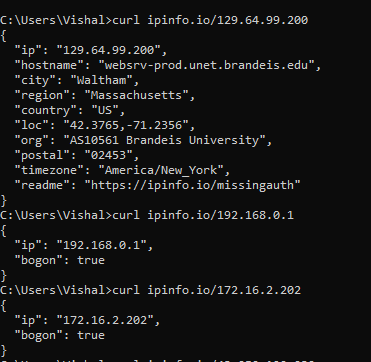 C:\Users\Vishal>curl ipinfo.io/129.64.99.200
{
  "ip": "129.64.99.200",
  "hostname": "websrv-prod.unet.brandeis.edu",
  "city": "Waltham",
  "region": "Massachusetts",
  "country": "US",
  "loc": "42.3765,-71.2356",
  "org": "AS10561 Brandeis University",
  "postal": "02453",
  "timezone": "America/New_York",
  "readme": "https://ipinfo.io/missingauth"
}
C:\Users\Vishal>curl ipinfo.io/192.168.0.1
{
  "ip": "192.168.0.1",
  "bogon": true
}
C:\Users\Vishal>curl ipinfo.io/172.16.2.202
{
  "ip": "172.16.2.202",
  "bogon": true
}